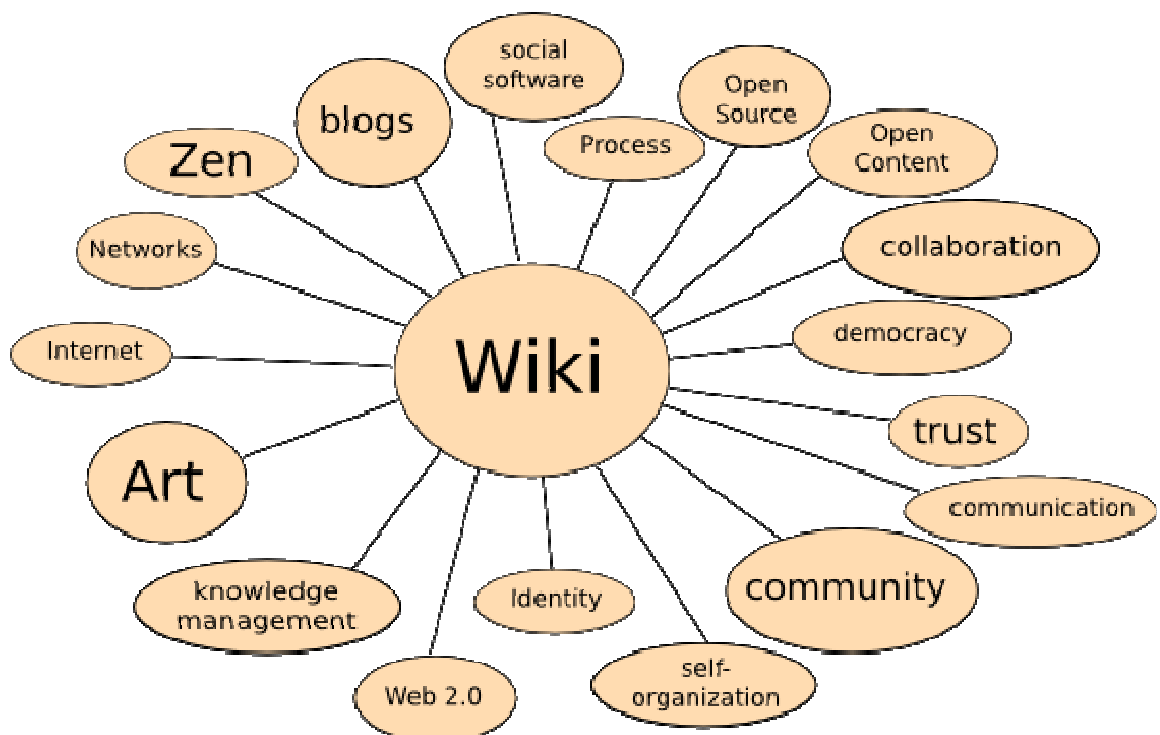 social
software
Open
Source
blogs
Process
Open
Content
Zen
Networks
collaboration
democracy
Internet
Wiki
trust
Art
communication
knowledge
management
Identity
community
Web 2.0
self-
organization